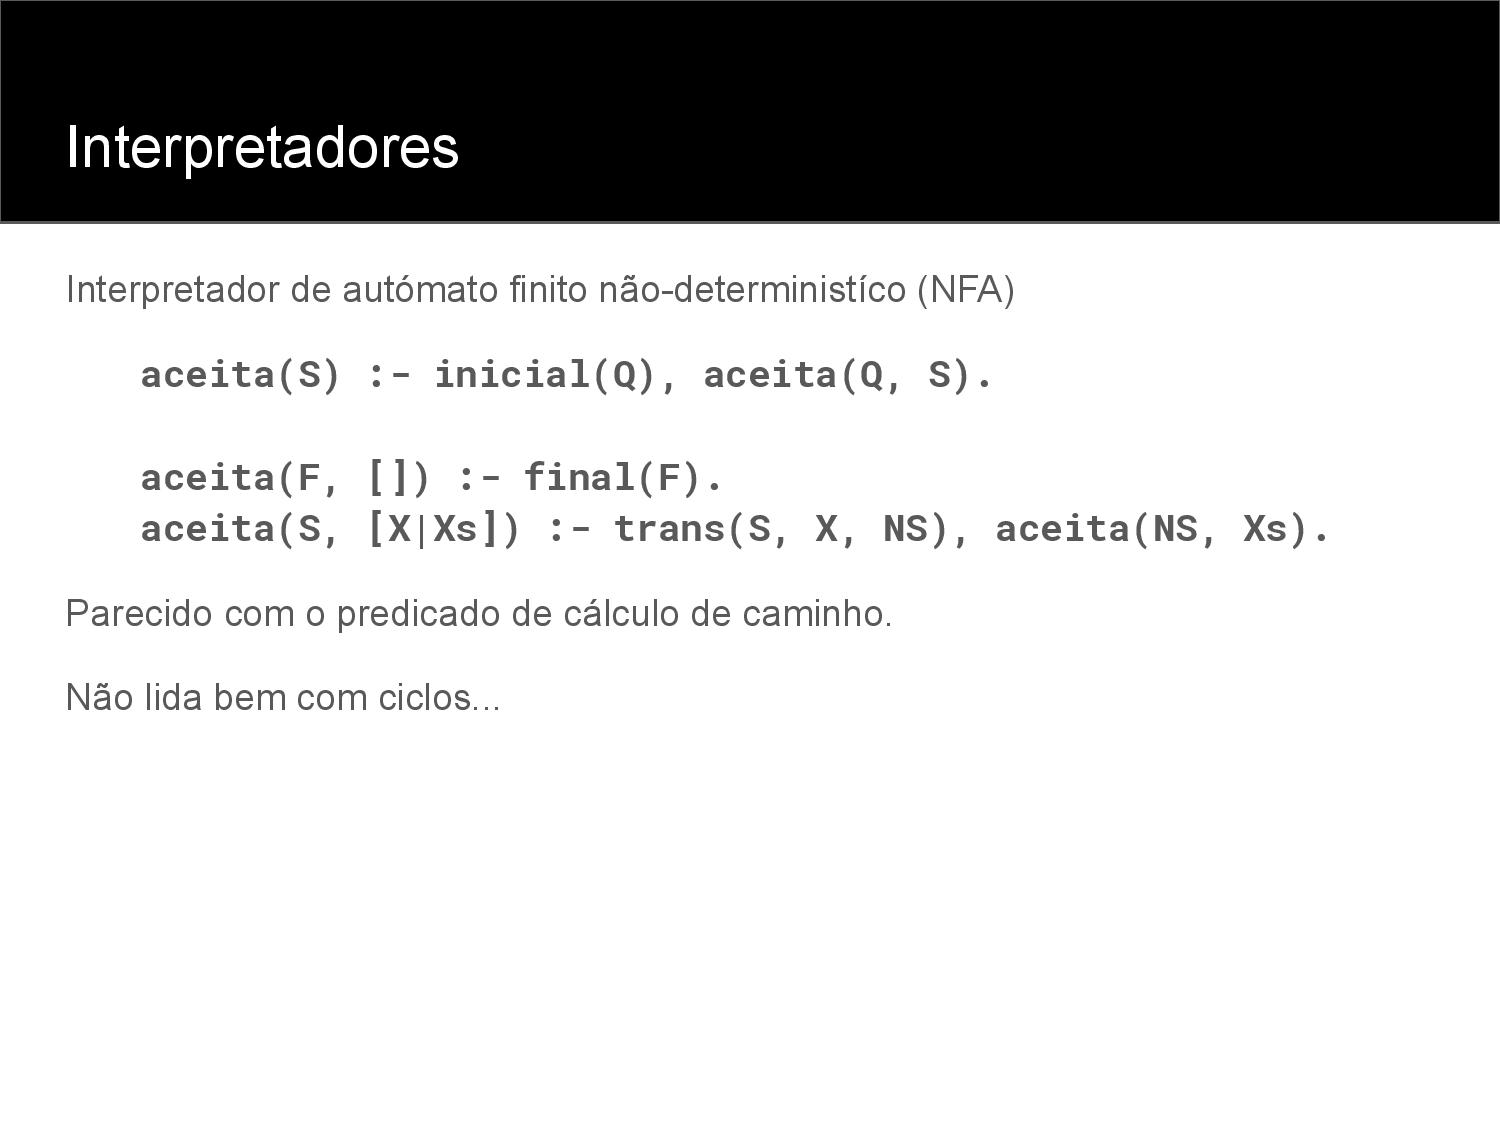 Interpretadores
Interpretador de autómato finito não-deterministíco (NFA)
aceita(S) :- inicial(Q), aceita(Q, S).
aceita(F, []) :- final(F).
aceita(S, [X|Xs]) :- trans(S, X, NS), aceita(NS, Xs).
Parecido com o predicado de cálculo de caminho.
Não lida bem com ciclos...